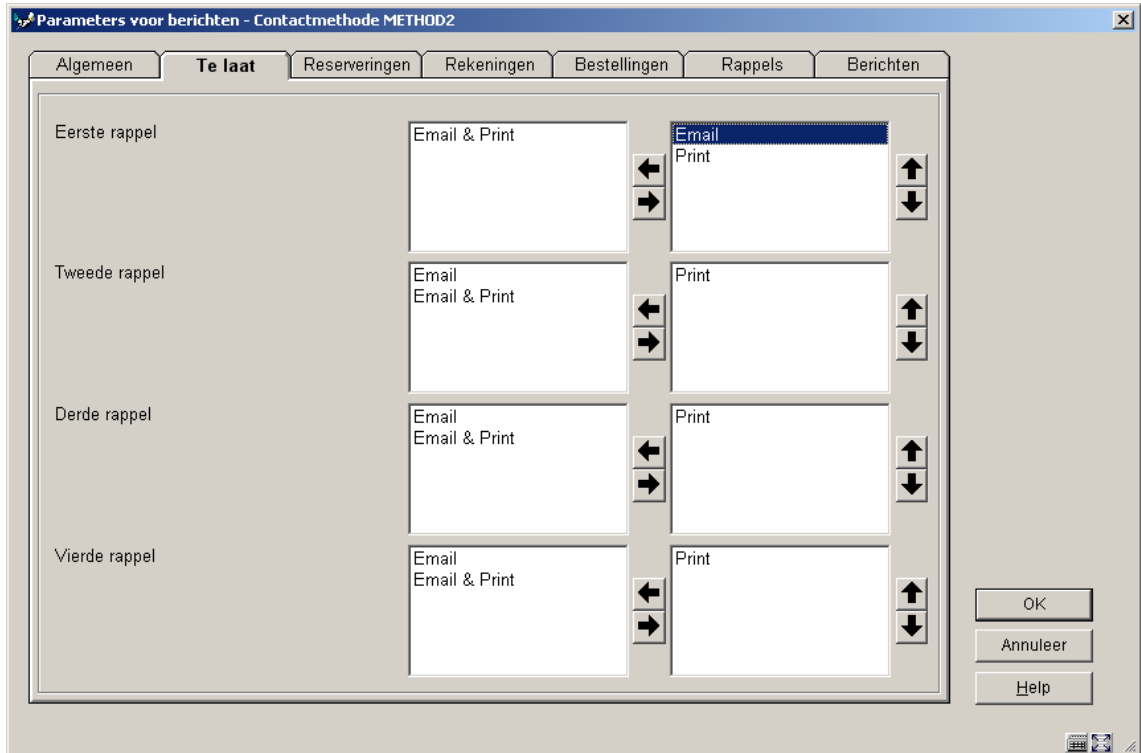 Parameters voor berichten - Contactmethode METHOD2
Algemeen
Te laat
Reserveringen
Rekeningen
Bestellingen
Rappels
Berichten
Eerste rappel
Email & Print
Email
Print
Tweede rappel
Email
Email & Print
Print
Derde rappel
Email
Email & Print
Print
Vierde rappel
Email
Email & Print
Print
OK
Annuleer
Help